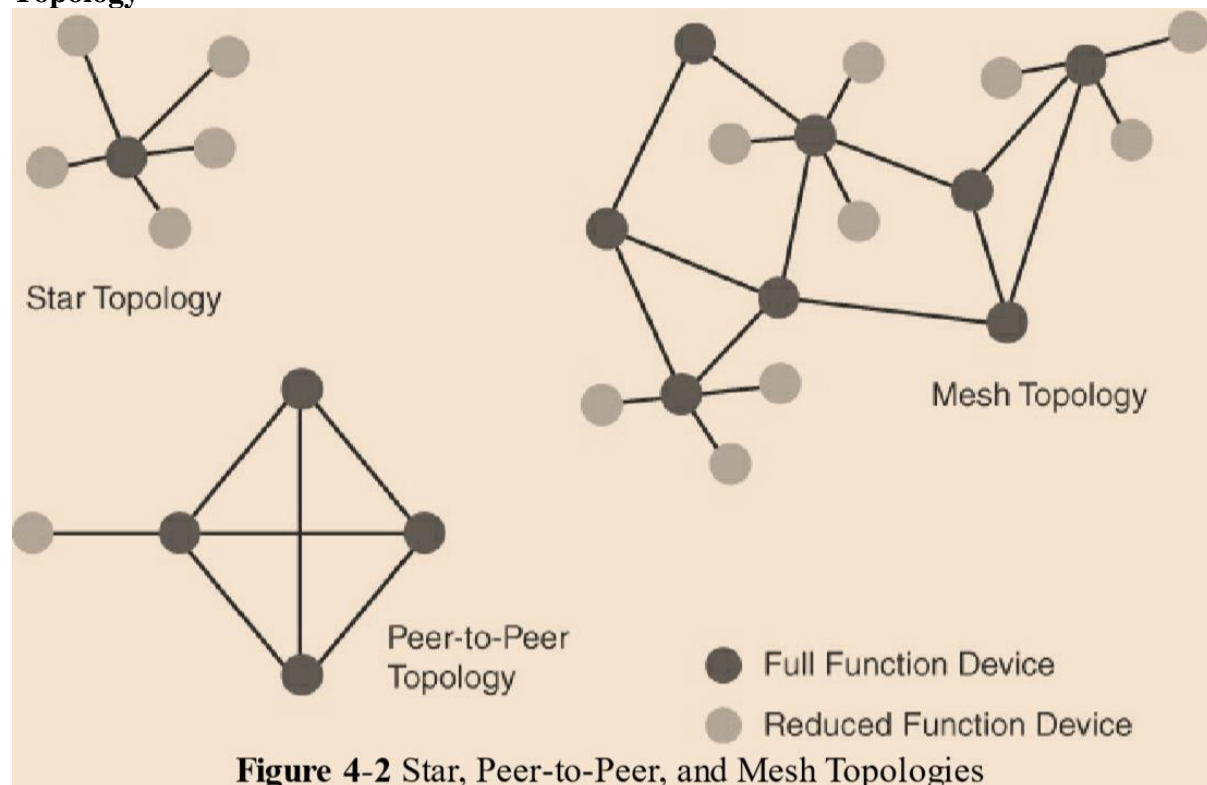 Topology
Star Topology
Mesh Topology
Peer-to-Peer
Topology
Full Function Device
Reduced Function Device
Figure 4-2 Star, Peer-to-Peer, and Mesh Topologies